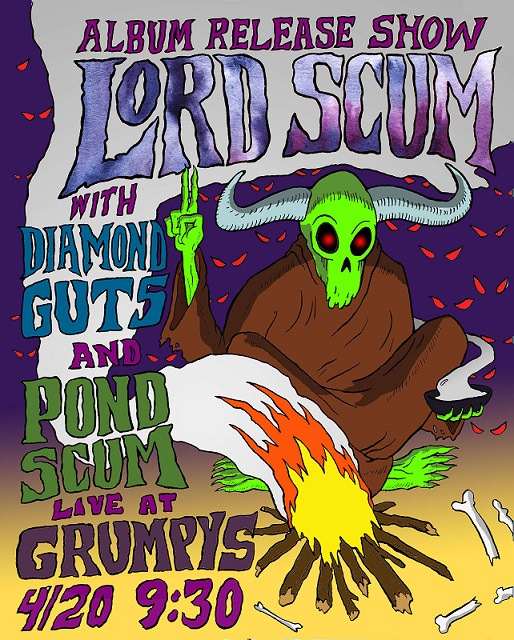 ALBUM RELEASE SHOW
LORD SCUM
WITH
DIAMOND
GUTS
AND
POND
SCUM
LIVE AT
GRUMPYS
4/20 9:30